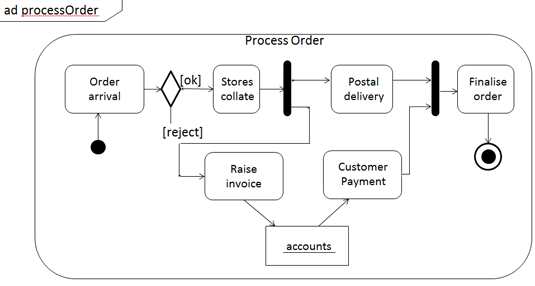 ad processOrder
Process Order
Order
arrival
[ok]
Stores
collate
Postal
delivery
Finalise
order
[reject]
Raise
invoice
Customer
Payment
accounts